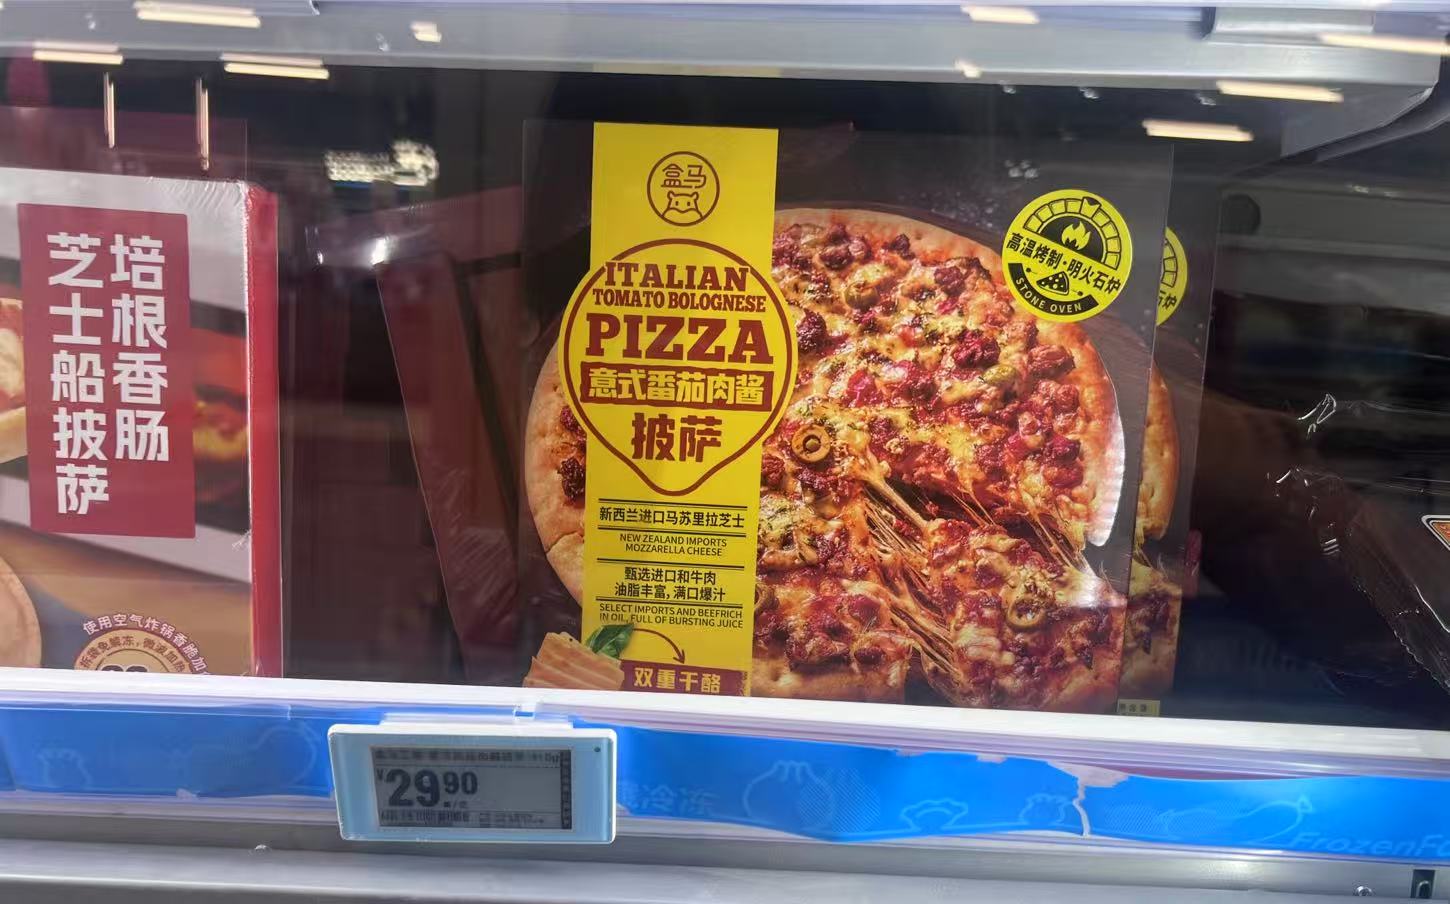 培根香肠
芝士船披萨
使用空气炸锅香脆加
盒马
ITALIAN
TOMATO BOLOGNESE
PIZZA
意式番茄肉酱
披萨
新西兰进口马苏里拉芝士
NEW ZEALAND IMPORTS
MOZZARELLA CHEESE
甄选进口和牛肉
油脂丰富,满口爆汁
SELECT IMPORTS AND BEEFRICH
IN OIL, FULL OF BURSTING JUICE
双重干酪
高温烤制·明火石炉
STONE OVEN
炉
¥29.90
冷冻
FrozenFo